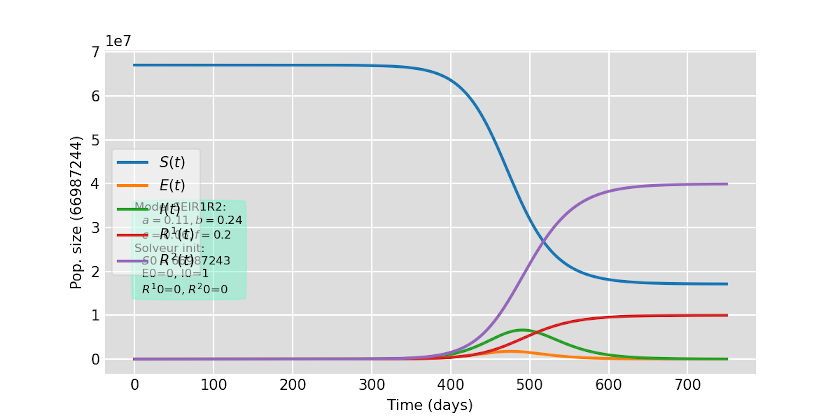 1e7
7
6
5
4
3
2
1
0
Pop. size (66987244)
S(t)
E(t)
I(t)
R¹(t)
R²(t)
SEIR1R2:
a = 0.11, b = 0.24
f = 0.2
Solveur init:
E0=0, I0=1
R¹0=0, R²0=0
0 100 200 300 400 500 600 700
Time (days)